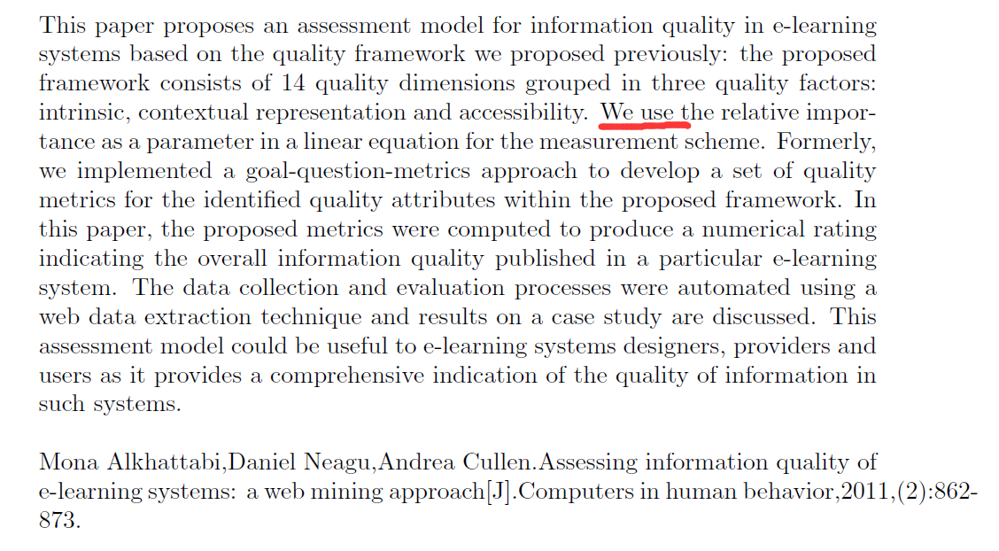 This paper proposes an assessment model for information quality in e-learning
systems based on the quality framework we proposed previously: the proposed
framework consists of 14 quality dimensions grouped in three quality factors:
intrinsic, contextual representation and accessibility. We use the relative impor-
tance as a parameter in a linear equation for the measurement scheme. Formerly,
we implemented a goal-question-metrics approach to develop a set of quality
metrics for the identified quality attributes within the proposed framework. In
this paper, the proposed metrics were computed to produce a numerical rating
indicating the overall information quality published in a particular e-learning
system. The data collection and evaluation processes were automated using a
web data extraction technique and results on a case study are discussed. This
assessment model could be useful to e-learning systems designers, providers and
users as it provides a comprehensive indication of the quality of information in
such systems.
Mona Alkhattabi,Daniel Neagu,Andrea Cullen.Assessing information quality of
e-learning systems: a web mining approach[J].Computers in human behavior,2011,(2):862-
873.